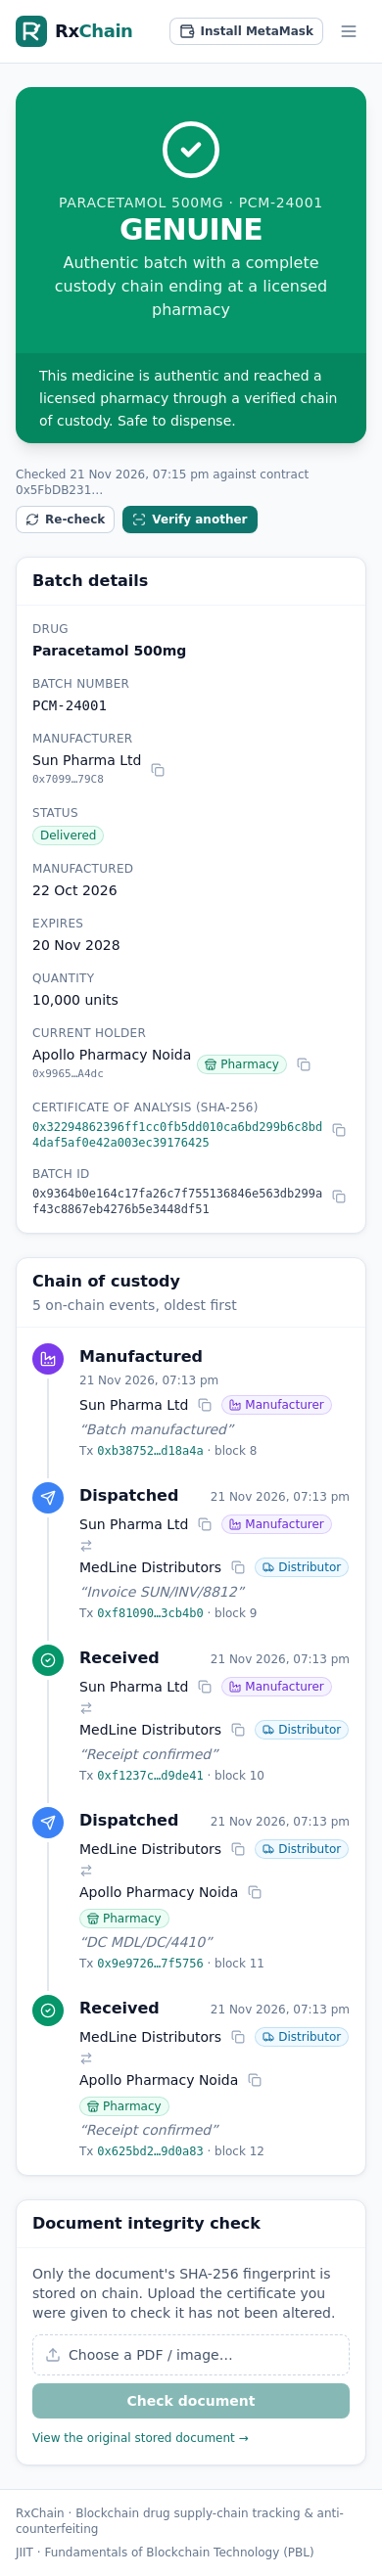 RxChain
Install MetaMask
PARACETAMOL 500MG · PCM-24001
GENUINE
Authentic batch with a complete
custody chain ending at a licensed
pharmacy
This medicine is authentic and reached a
licensed pharmacy through a verified chain
of custody. Safe to dispense.
Checked 21 Nov 2026, 07:15 pm against contract
0x5FbDB231…
Re-check
Verify another
Batch details
DRUG
Paracetamol 500mg
BATCH NUMBER
PCM-24001
MANUFACTURER
Sun Pharma Ltd
0x7099…79C8
STATUS
Delivered
MANUFACTURED
22 Oct 2026
EXPIRES
20 Nov 2028
QUANTITY
10,000 units
CURRENT HOLDER
Apollo Pharmacy Noida
Pharmacy
0x9965…A4dc
CERTIFICATE OF ANALYSIS (SHA-256)
0x32294862396ff1cc0fb5dd010ca6bd299b6c8bd
4daf5af0e42a003ec39176425
BATCH ID
0x9364b0e164c17fa26c7f755136846e563db299a
f43c8867eb4276b5e3448df51
Chain of custody
5 on-chain events, oldest first
Manufactured
21 Nov 2026, 07:13 pm
Sun Pharma Ltd Manufacturer
“Batch manufactured”
Tx 0xb38752…d18a4a · block 8
Dispatched 21 Nov 2026, 07:13 pm
Sun Pharma Ltd Manufacturer
MedLine Distributors Distributor
“Invoice SUN/INV/8812”
Tx 0xf81090…3cb4b0 · block 9
Received 21 Nov 2026, 07:13 pm
Sun Pharma Ltd Manufacturer
MedLine Distributors Distributor
“Receipt confirmed”
Tx 0xf1237c…d9de41 · block 10
Dispatched 21 Nov 2026, 07:13 pm
MedLine Distributors Distributor
Apollo Pharmacy Noida
Pharmacy
“DC MDL/DC/4410”
Tx 0x9e9726…7f5756 · block 11
Received 21 Nov 2026, 07:13 pm
MedLine Distributors Distributor
Apollo Pharmacy Noida
Pharmacy
“Receipt confirmed”
Tx 0x625bd2…9d0a83 · block 12
Document integrity check
Only the document's SHA-256 fingerprint is
stored on chain. Upload the certificate you
were given to check it has not been altered.
Choose a PDF / image…
Check document
View the original stored document →
RxChain · Blockchain drug supply-chain tracking & anti-
counterfeiting
JIIT · Fundamentals of Blockchain Technology (PBL)